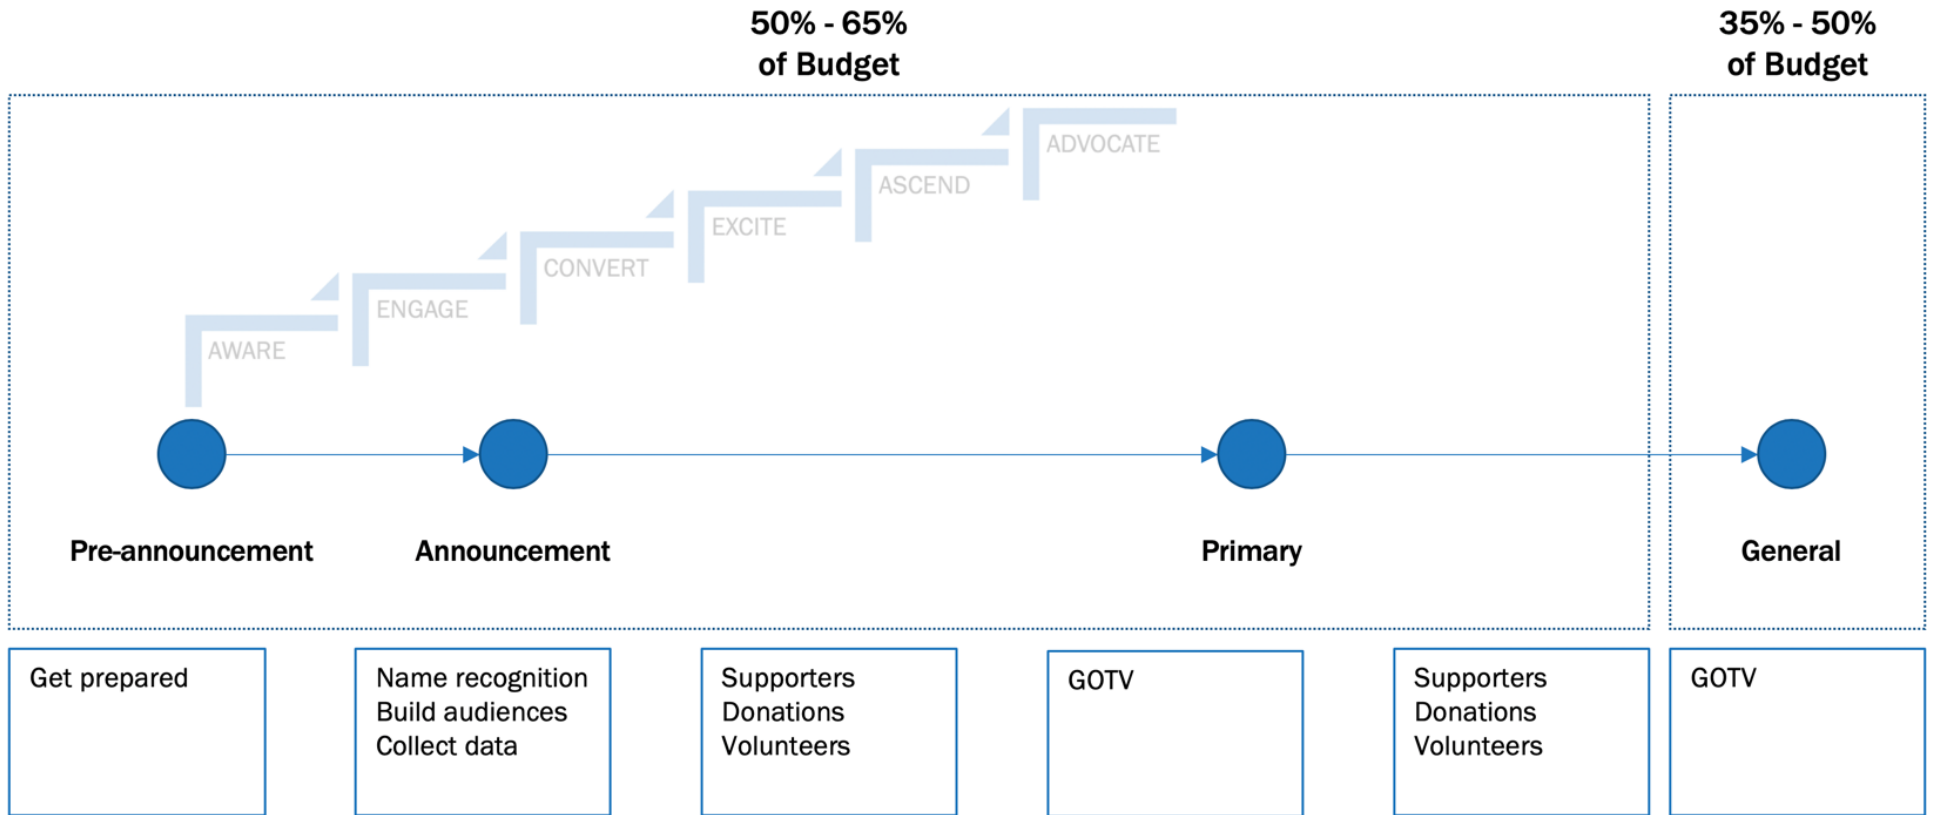 50% - 65%
of Budget
35% - 50%
of Budget
ADVOCATE
ASCEND
EXCITE
CONVERT
ENGAGE
AWARE
Pre-announcement
Announcement
Primary
General
Get prepared
Name recognition
Build audiences
Collect data
Supporters
Donations
Volunteers
GOTV
Supporters
Donations
Volunteers
GOTV